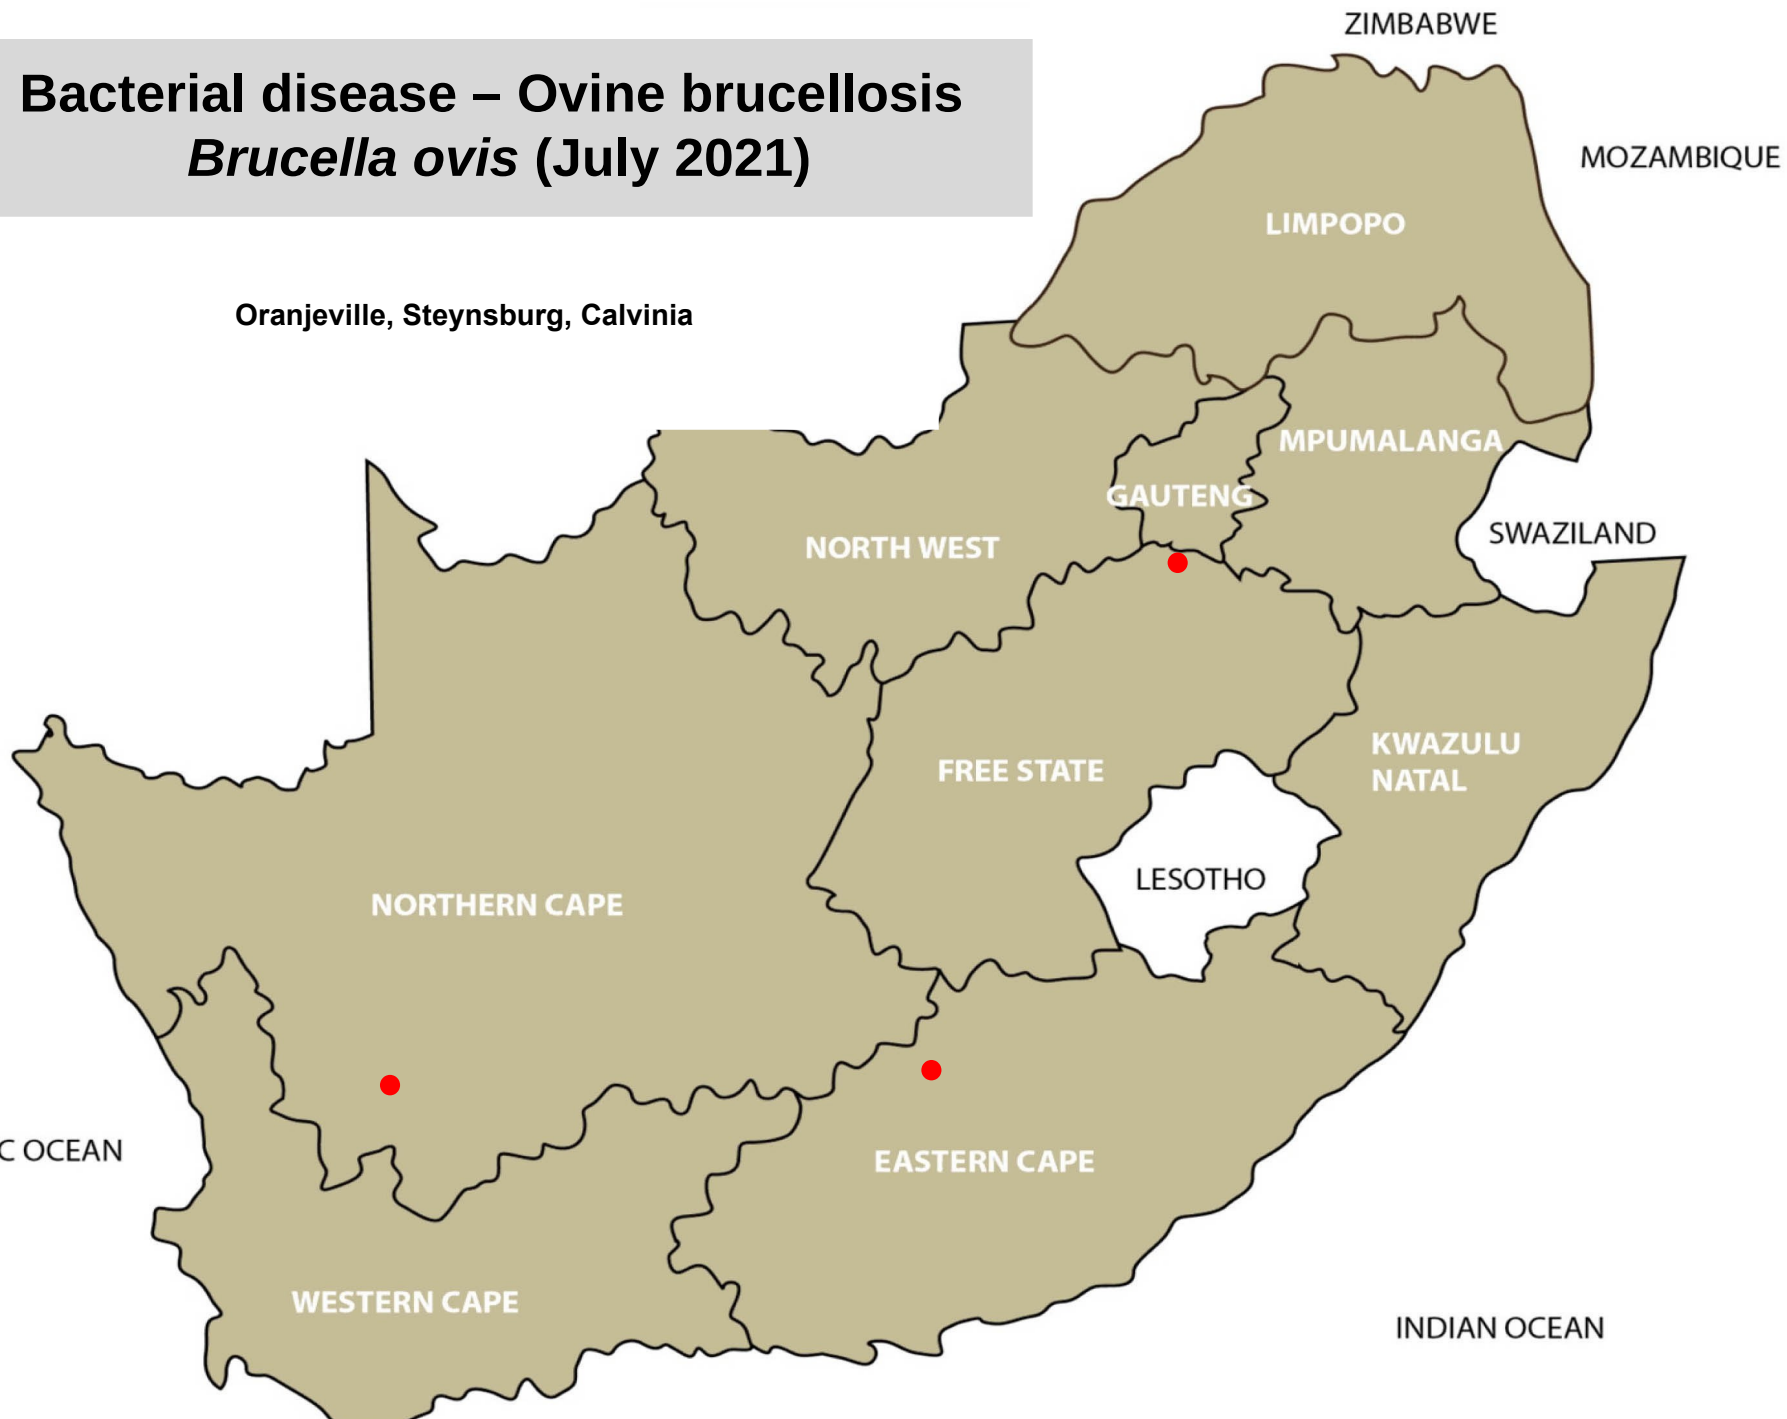 ZIMBABWE
Bacterial disease – Ovine brucellosis
Brucella ovis (July 2021)
MOZAMBIQUE
LIMPOPO
Oranjeville, Steynsburg, Calvinia
MPUMALANGA
GAUTENG
SWAZILAND
NORTH WEST
KWAZULU
NATAL
FREE STATE
LESOTHO
NORTHERN CAPE
C OCEAN
EASTERN CAPE
WESTERN CAPE
INDIAN OCEAN